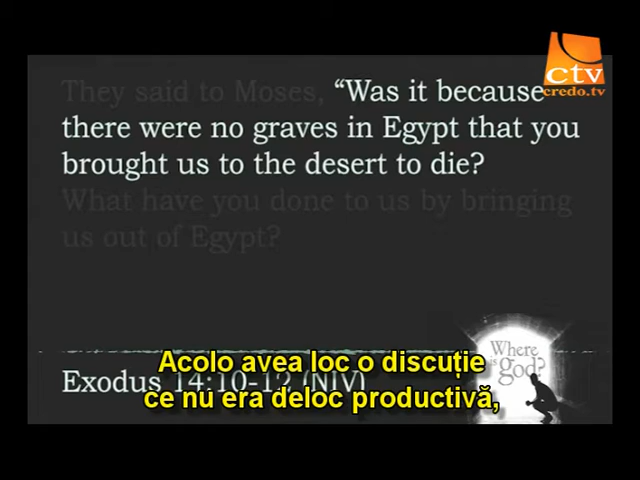 ctv
credo.tv
They said to Moses, “Was it because
there were no graves in Egypt that you
brought us to the desert to die?
What have you done to us by bringing
us out of Egypt?
Where
is god?
Exodus 14:10-12 (NIV)
Acolo avea loc o discuție
ce nu era deloc productivă,